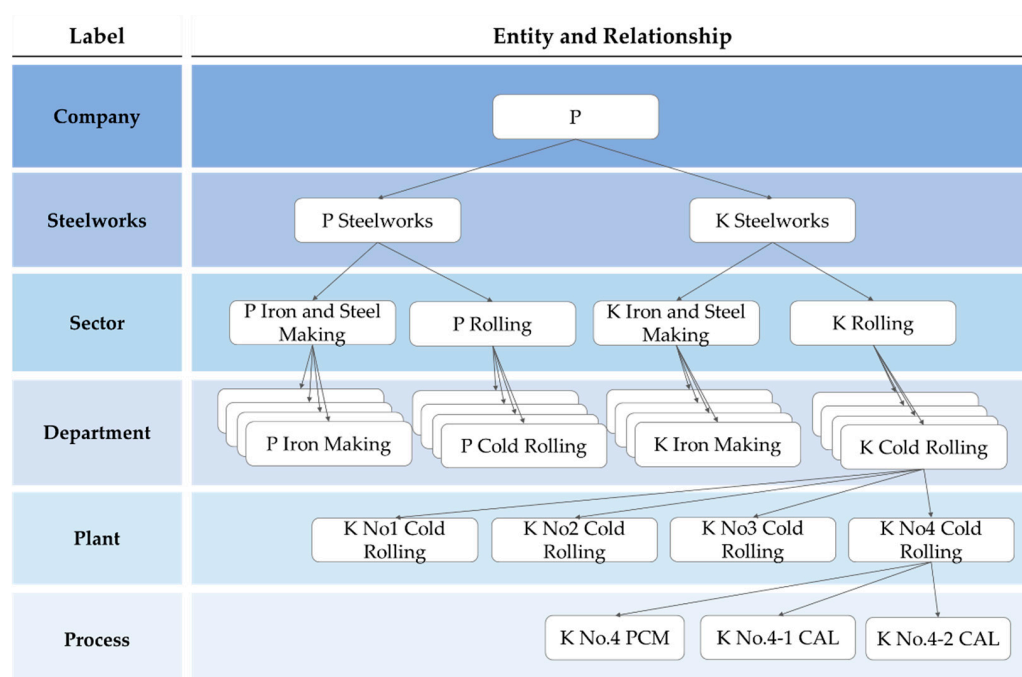 Label
Entity and Relationship
Company
P
Steelworks
P Steelworks
K Steelworks
Sector
P Iron and Steel
Making
P Rolling
K Iron and Steel
Making
K Rolling
Department
P Iron Making
P Cold Rolling
K Iron Making
K Cold Rolling
Plant
K No1 Cold
Rolling
K No2 Cold
Rolling
K No3 Cold
Rolling
K No4 Cold
Rolling
Process
K No.4 PCM
K No.4-1 CAL
K No.4-2 CAL